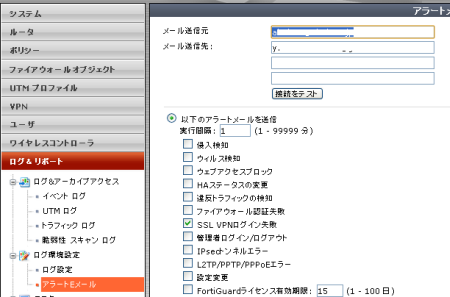 システム
ルータ
ポリシー
ファイアウォールオブジェクト
UTM プロファイル
VPN
ユーザ
ワイヤレスコントローラ
ログ&リポート
ログ&アーカイブアクセス
イベント ログ
UTM ログ
トラフィック ログ
脆弱性 スキャン ログ
ログ環境設定
ログ設定
アラートEメール
アラートメ
メール送信元
メール送信先:
y.
接続をテスト
以下のアラートメールを送信
実行間隔: 1 (1 - 99999 分)
侵入検知
ウィルス検知
ウェブアクセスブロック
HAステータスの変更
違反トラフィックの検知
ファイアウォール認証失敗
SSL VPNログイン失敗
管理者ログイン/ログアウト
IPsecトンネルエラー
L2TP/PPTP/PPPoEエラー
設定変更
FortiGuardライセンス有効期限: 15 (1 - 100 日)